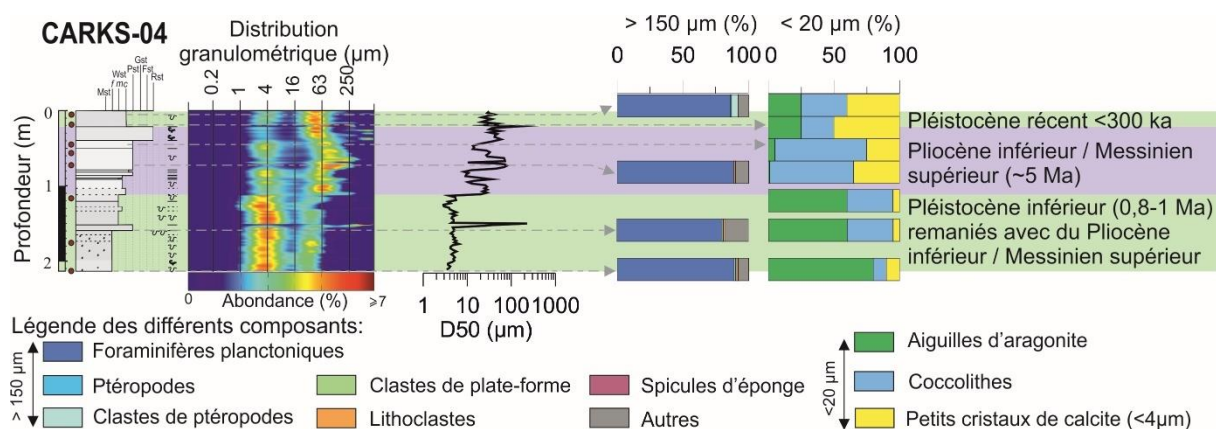 CARKS-04
Distribution
granulométrique (µm)
> 150 µm (%)
< 20 µm (%)
0 50 100
0 50 100
Mst
Wst
f mc
Pst
Gst
Fst
Rst
0.2 1 4 16 63 250
Profondeur (m)
0
1
2
Pléistocène récent <300 ka
Pliocène inférieur / Messinien
supérieur (~5 Ma)
Pléistocène inférieur (0,8-1 Ma)
remaniés avec du Pliocène
inférieur / Messinien supérieur
0 Abondance (%) ⩾7
1 10 100 1000
D50 (µm)
Légende des différents composants:
> 150 µm
Foraminifères planctoniques
Ptéropodes
Clastes de ptéropodes
Clastes de plate-forme
Lithoclastes
Spicules d'éponge
Autres
<20 µm
Aiguilles d'aragonite
Coccolithes
Petits cristaux de calcite (<4µm)